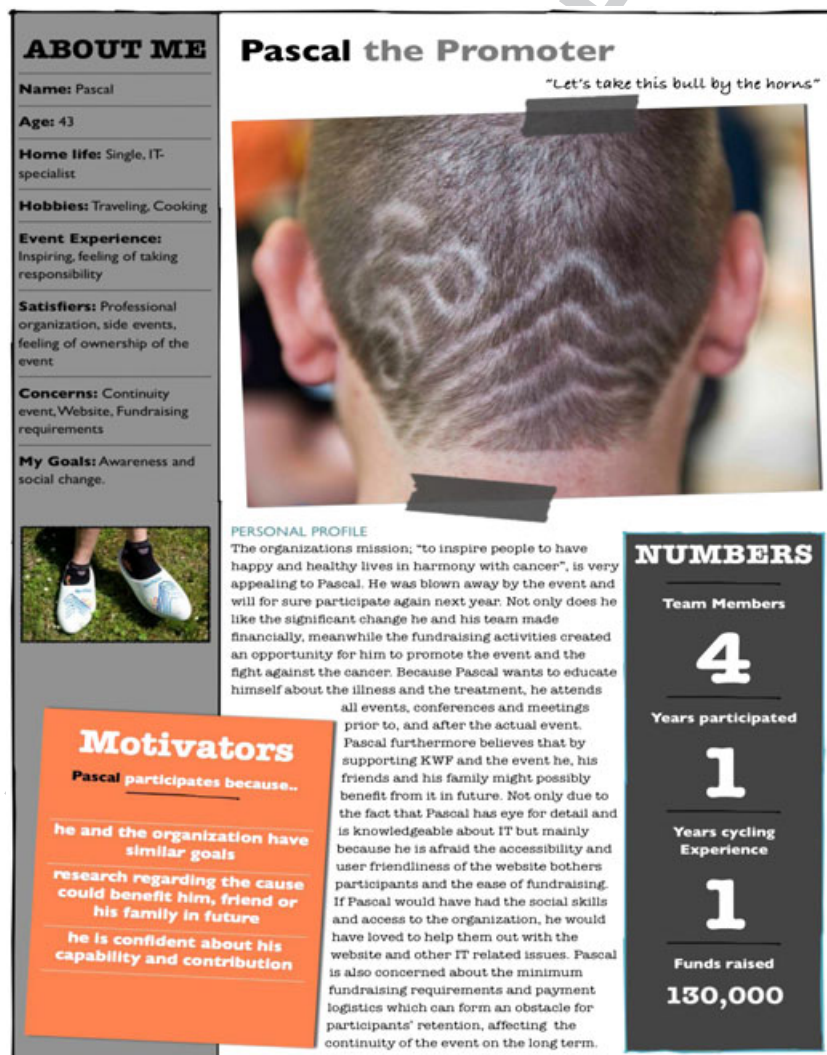 ABOUT ME
Name: Pascal
Age: 43
Home life: Single, IT-
specialist
Hobbies: Traveling, Cooking
Event Experience:
Inspiring, feeling of taking
responsibility
Satisfiers: Professional
organization, side events,
feeling of ownership of the
event
Concerns: Continuity
event, Website, Fundraising
requirements
My Goals: Awareness and
social change.
Pascal the Promoter
"Let's take this bull by the horns"
PERSONAL PROFILE
The organizations mission; "to inspire people to have
happy and healthy lives in harmony with cancer", is very
appealing to Pascal. He was blown away by the event and
will for sure participate again next year. Not only does he
like the significant change he and his team made
financially, meanwhile the fundraising activities created
an opportunity for him to promote the event and the
fight against the cancer. Because Pascal wants to educate
himself about the illness and the treatment, he attends
all events, conferences and meetings
prior to, and after the actual event.
Pascal furthermore believes that by
supporting KWF and the event he, his
friends and his family might possibly
benefit from it in future. Not only due to
the fact that Pascal has eye for detail and
is knowledgeable about IT but mainly
because he is afraid the accessibility and
user friendliness of the website bothers
participants and the ease of fundraising.
If Pascal would have had the social skills
and access to the organization, he would
have loved to help them out with the
website and other IT related issues. Pascal
is also concerned about the minimum
fundraising requirements and payment
logistics which can form an obstacle for
participants' retention, affecting the
continuity of the event on the long term.
Motivators
Pascal participates because..
he and the organization have
similar goals
research regarding the cause
could benefit him, friend or
his family in future
he is confident about his
capability and contribution
NUMBERS
Team Members
4
Years participated
1
Years cycling
Experience
1
Funds raised
130,000